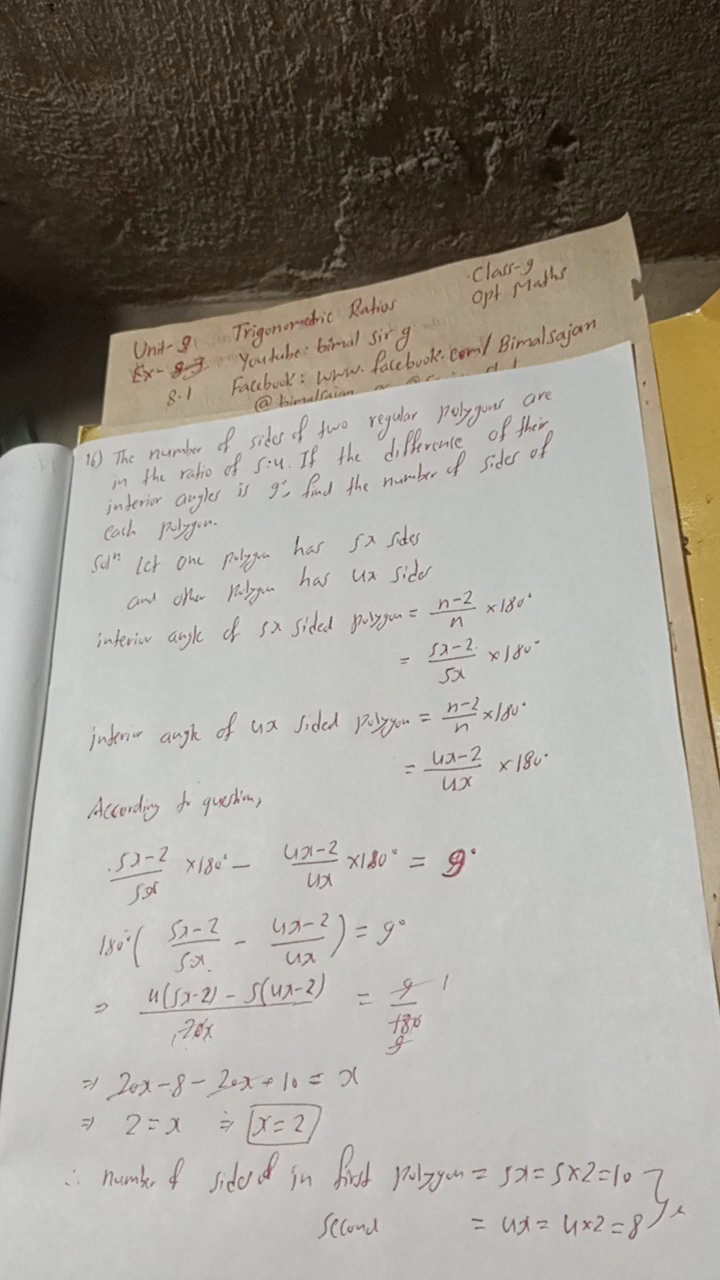 Unit-8 Trigonometric Ratios Class-9
Ex- 8.1 Youtube: bimal sir g Opt Maths
Facebook: www.facebook.com/Bimalsajan
@bimalsajan
16) The number of sides of two regular polygons are
in the ratio of 5:4. If the difference of their
interior angles is 9°, find the number of sides of
each polygon.
Solⁿ Let one polygon has 5x sides
and other polygon has 4x sides
interior angle of 5x sided polygon = n-2/n ×180°
= 5x-2/5x ×180°
interior angle of 4x sided polygon = n-2/n ×180°
= 4x-2/4x ×180°
According to question,
5x-2/5x ×180° - 4x-2/4x ×180° = 9°
180° ( 5x-2/5x - 4x-2/4x ) = 9°
⇒ 4(5x-2) - 5(4x-2)/20x = 9/180 1
⇒ 20x-8-20x+10 = x
⇒ 2=x ⇒ x=2
∴ number of sides of in first polygon = 5x = 5×2=10
second = 4x = 4×2=8